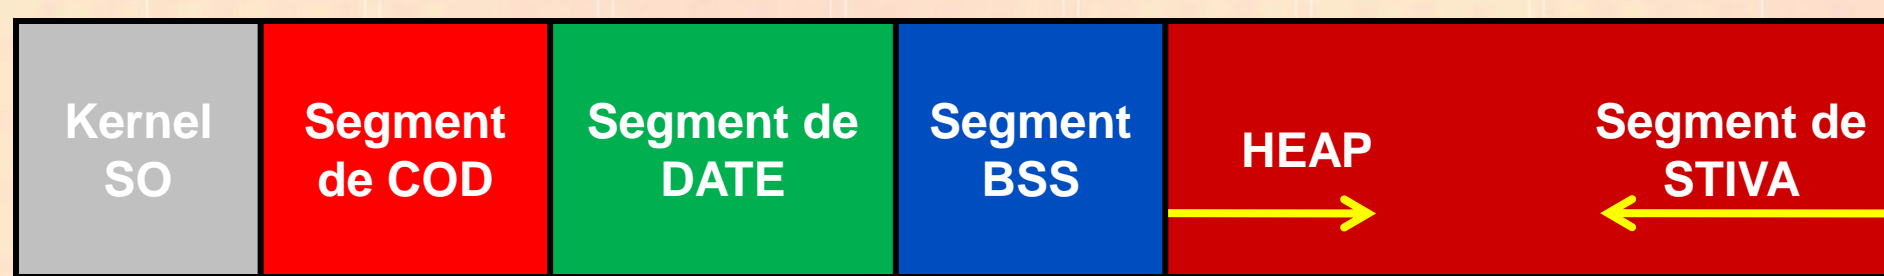 Kernel
SO
Segment
de COD
Segment de
DATE
Segment
BSS
HEAP
Segment de
STIVA